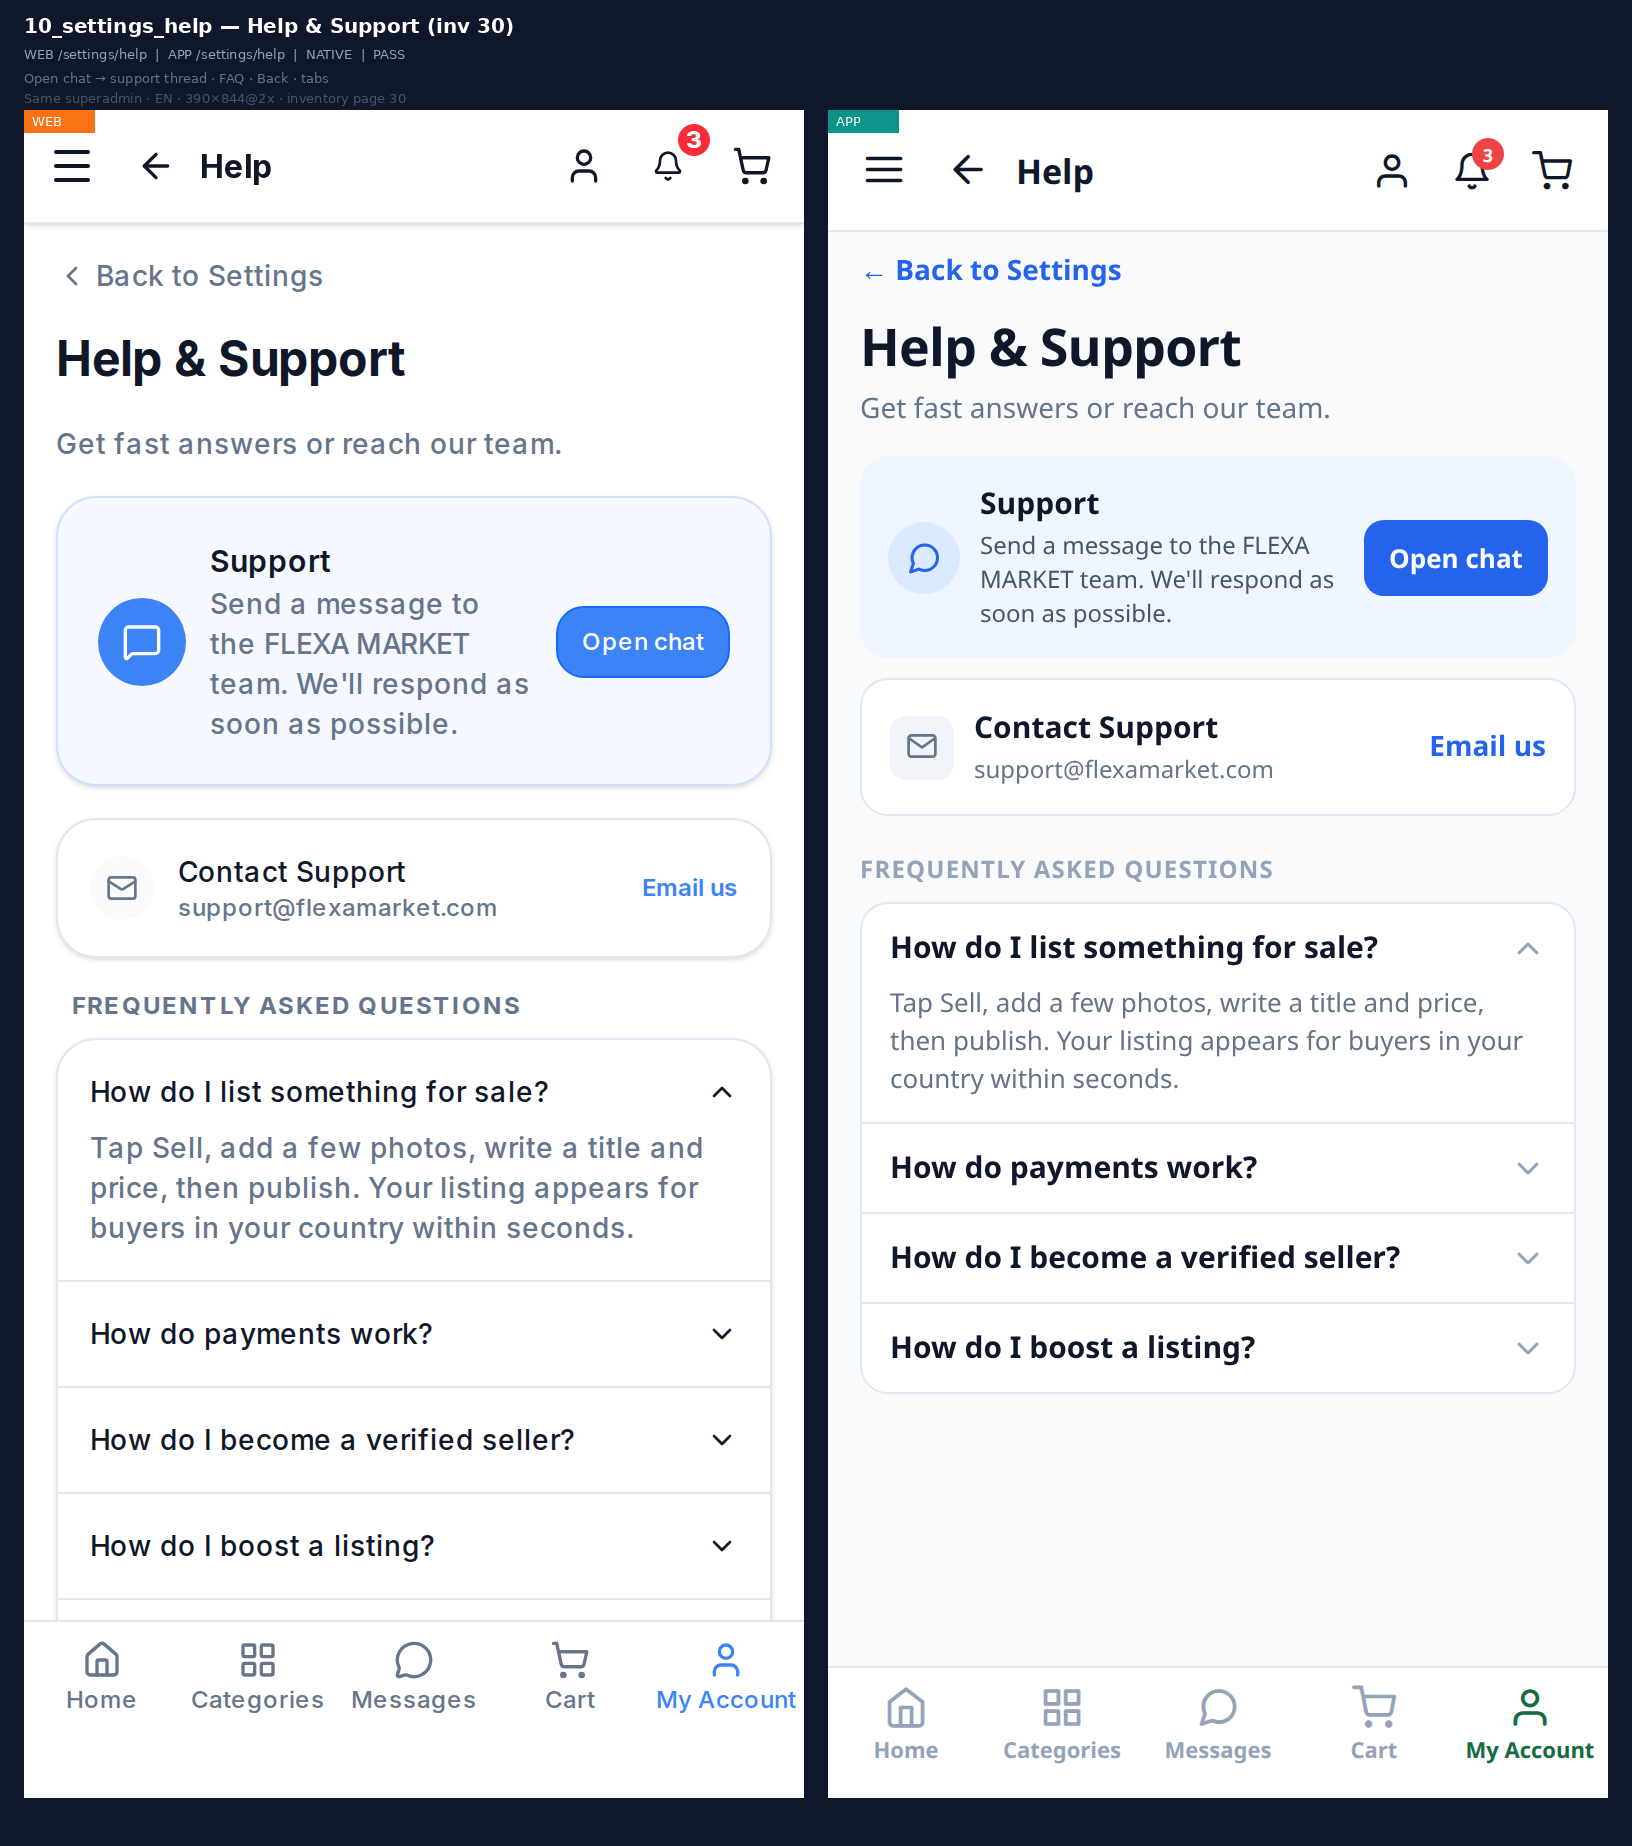 10_settings_help — Help & Support (inv 30)
WEB /settings/help | APP /settings/help | NATIVE | PASS
Open chat → support thread · FAQ · Back · tabs
Same superadmin · EN · 390×844@2x · inventory page 30
WEB
Help
3
Back to Settings
Help & Support
Get fast answers or reach our team.
Support
Send a message to
the FLEXA MARKET
team. We'll respond as
soon as possible.
Open chat
Contact Support
support@flexamarket.com
Email us
FREQUENTLY ASKED QUESTIONS
How do I list something for sale?
Tap Sell, add a few photos, write a title and
price, then publish. Your listing appears for
buyers in your country within seconds.
How do payments work?
How do I become a verified seller?
How do I boost a listing?
Home
Categories
Messages
Cart
My Account
APP
Help
3
← Back to Settings
Help & Support
Get fast answers or reach our team.
Support
Send a message to the FLEXA
MARKET team. We'll respond as
soon as possible.
Open chat
Contact Support
support@flexamarket.com
Email us
FREQUENTLY ASKED QUESTIONS
How do I list something for sale?
Tap Sell, add a few photos, write a title and price,
then publish. Your listing appears for buyers in your
country within seconds.
How do payments work?
How do I become a verified seller?
How do I boost a listing?
Home
Categories
Messages
Cart
My Account